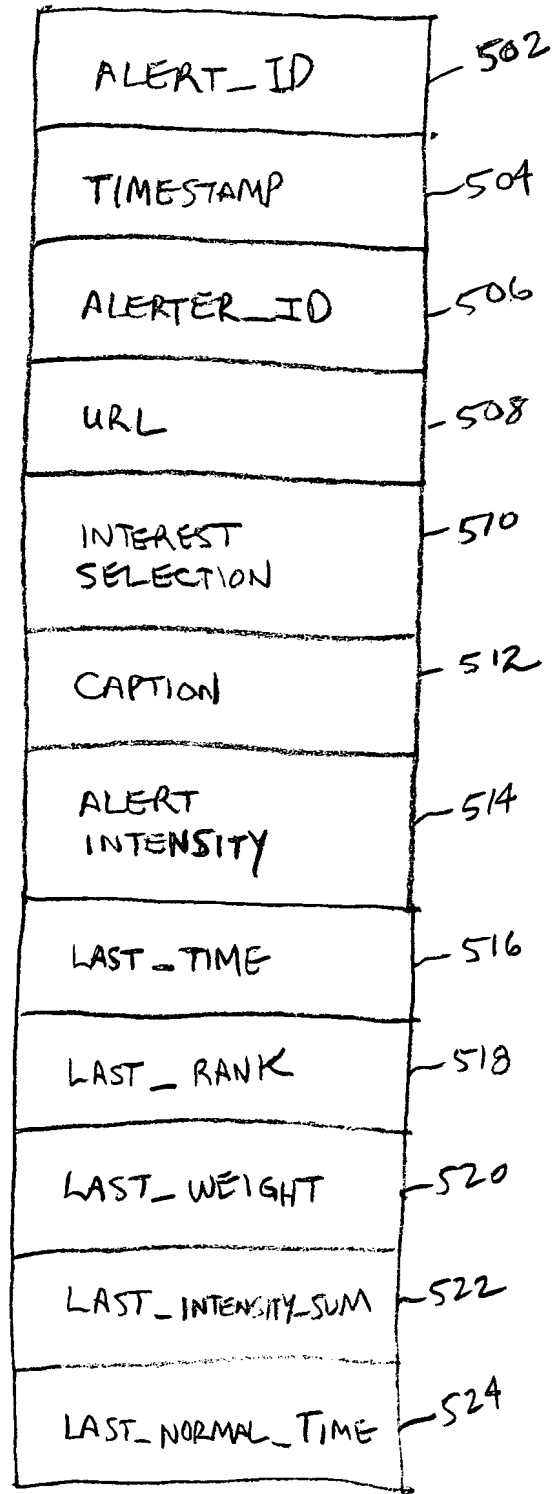 ALERT_ID 502
TIMESTAMP 504
ALERTER_ID 506
URL 508
INTEREST 510
SELECTION
CAPTION 512
ALERT
INTENSITY 514
LAST_TIME 516
LAST_RANK 518
LAST_WEIGHT 520
LAST_INTENSITY_SUM 522
LAST_NORMAL_TIME 524